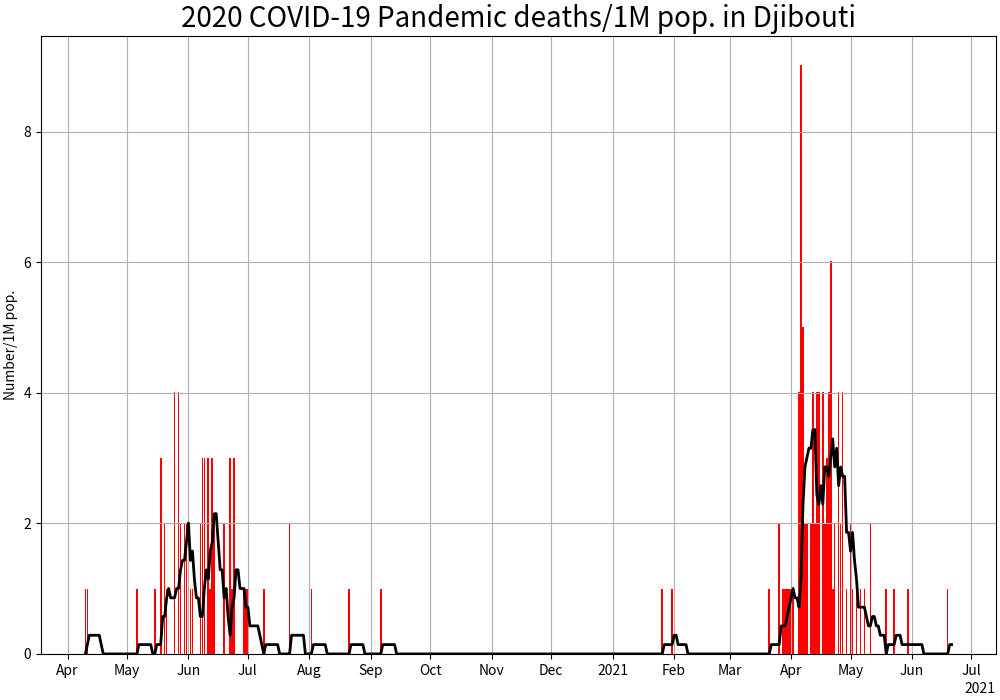 2020 COVID-19 Pandemic deaths/1M pop. in Djibouti
Number/1M pop.
8
6
4
2
0
Apr May Jun Jul Aug Sep Oct Nov Dec 2021 Feb Mar Apr May Jun Jul
2021